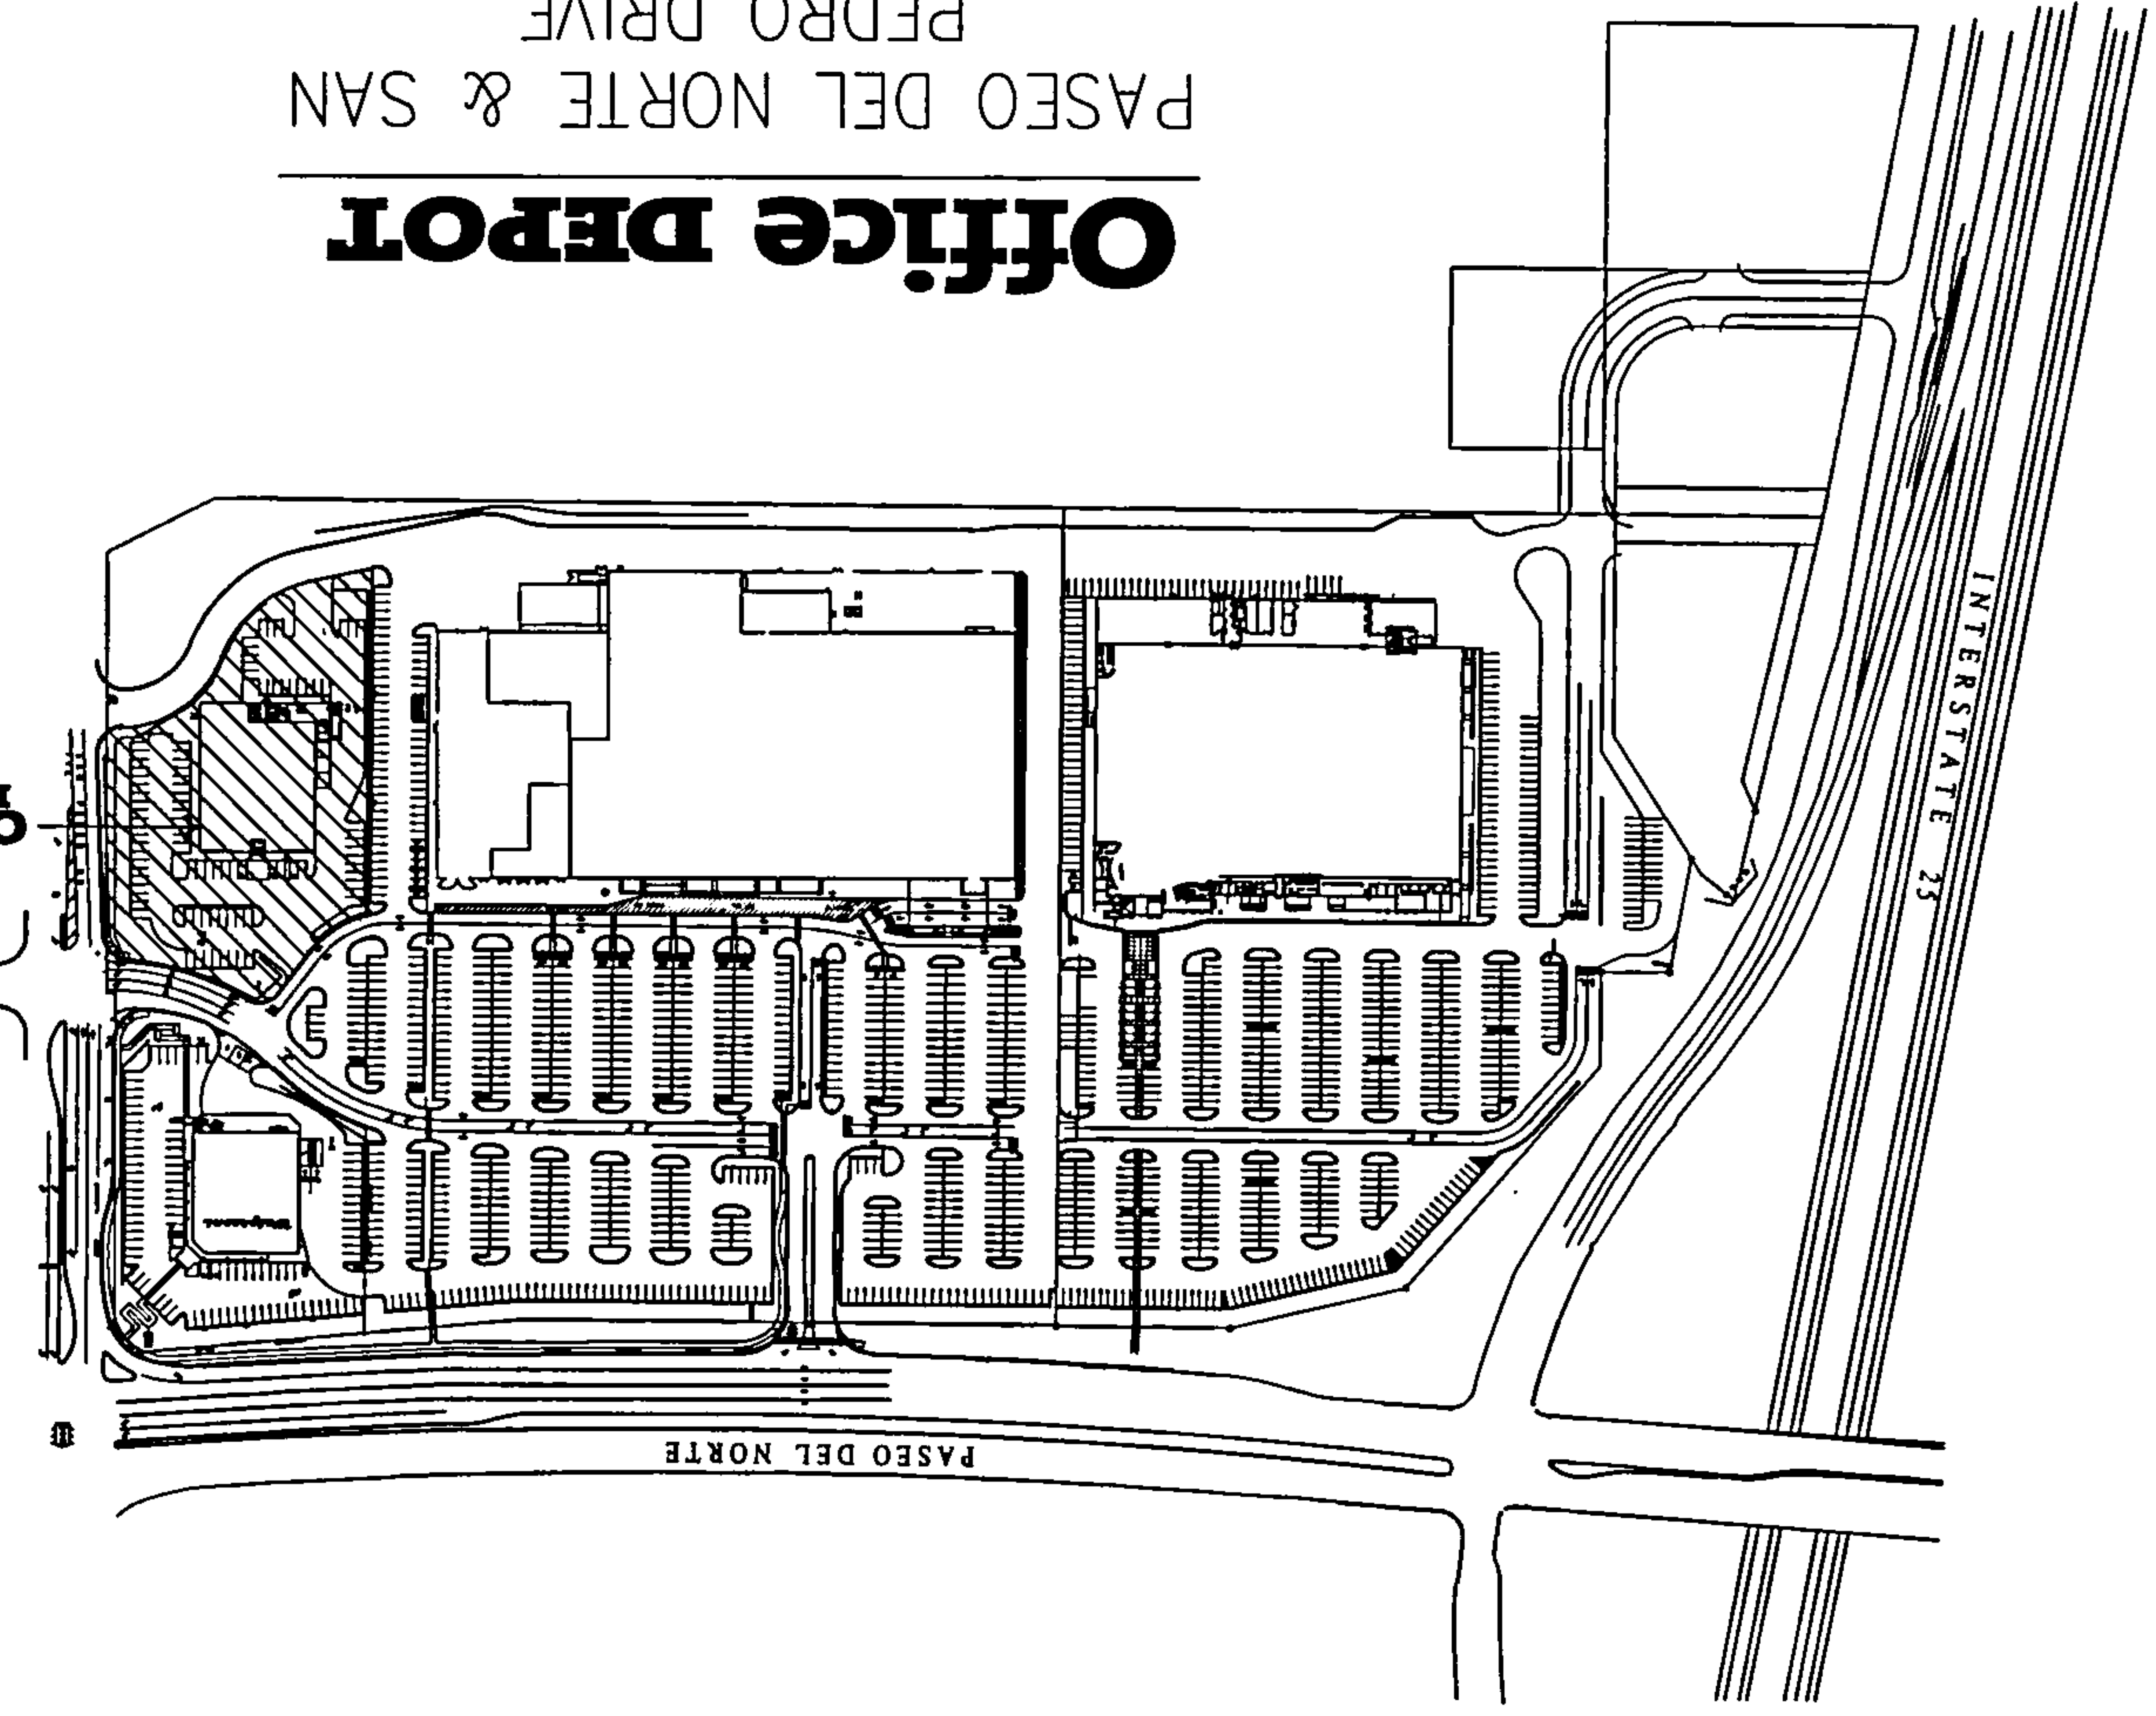 Office DEPOT
PASEO DEL NORTE & SAN
PEDRO DRIVE
INTERSTATE 25
PASEO DEL NORTE